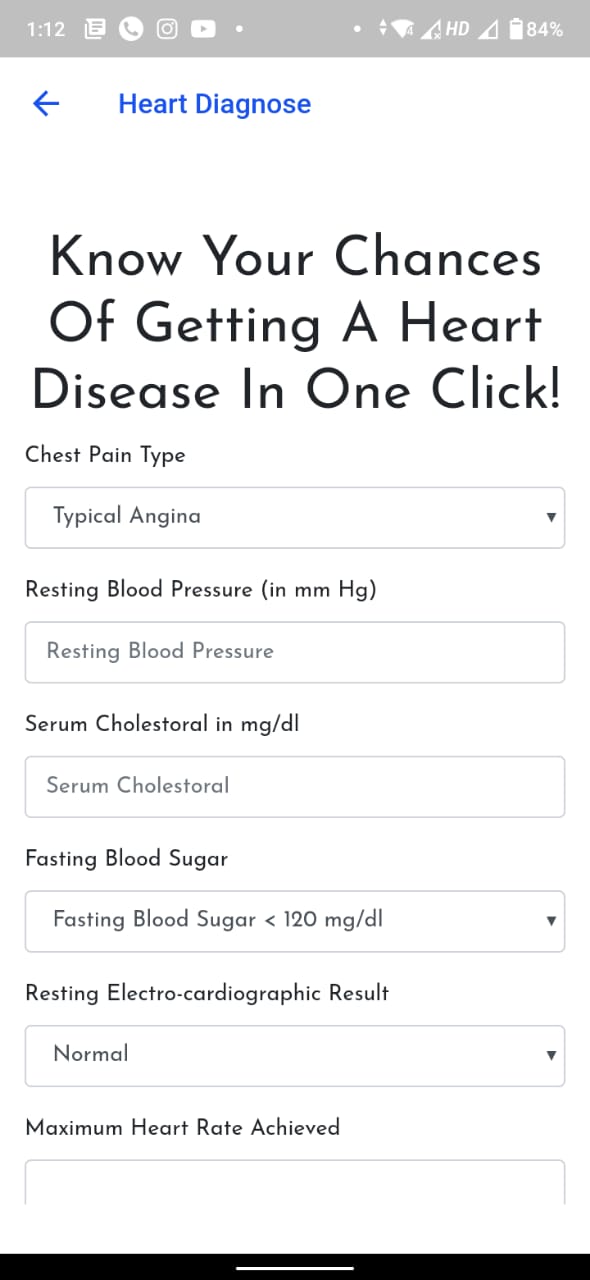 1:12 HD 84%
Heart Diagnose
Know Your Chances
Of Getting A Heart
Disease In One Click!
Chest Pain Type
Typical Angina
Resting Blood Pressure (in mm Hg)
Resting Blood Pressure
Serum Cholestoral in mg/dl
Serum Cholestoral
Fasting Blood Sugar
Fasting Blood Sugar < 120 mg/dl
Resting Electro-cardiographic Result
Normal
Maximum Heart Rate Achieved